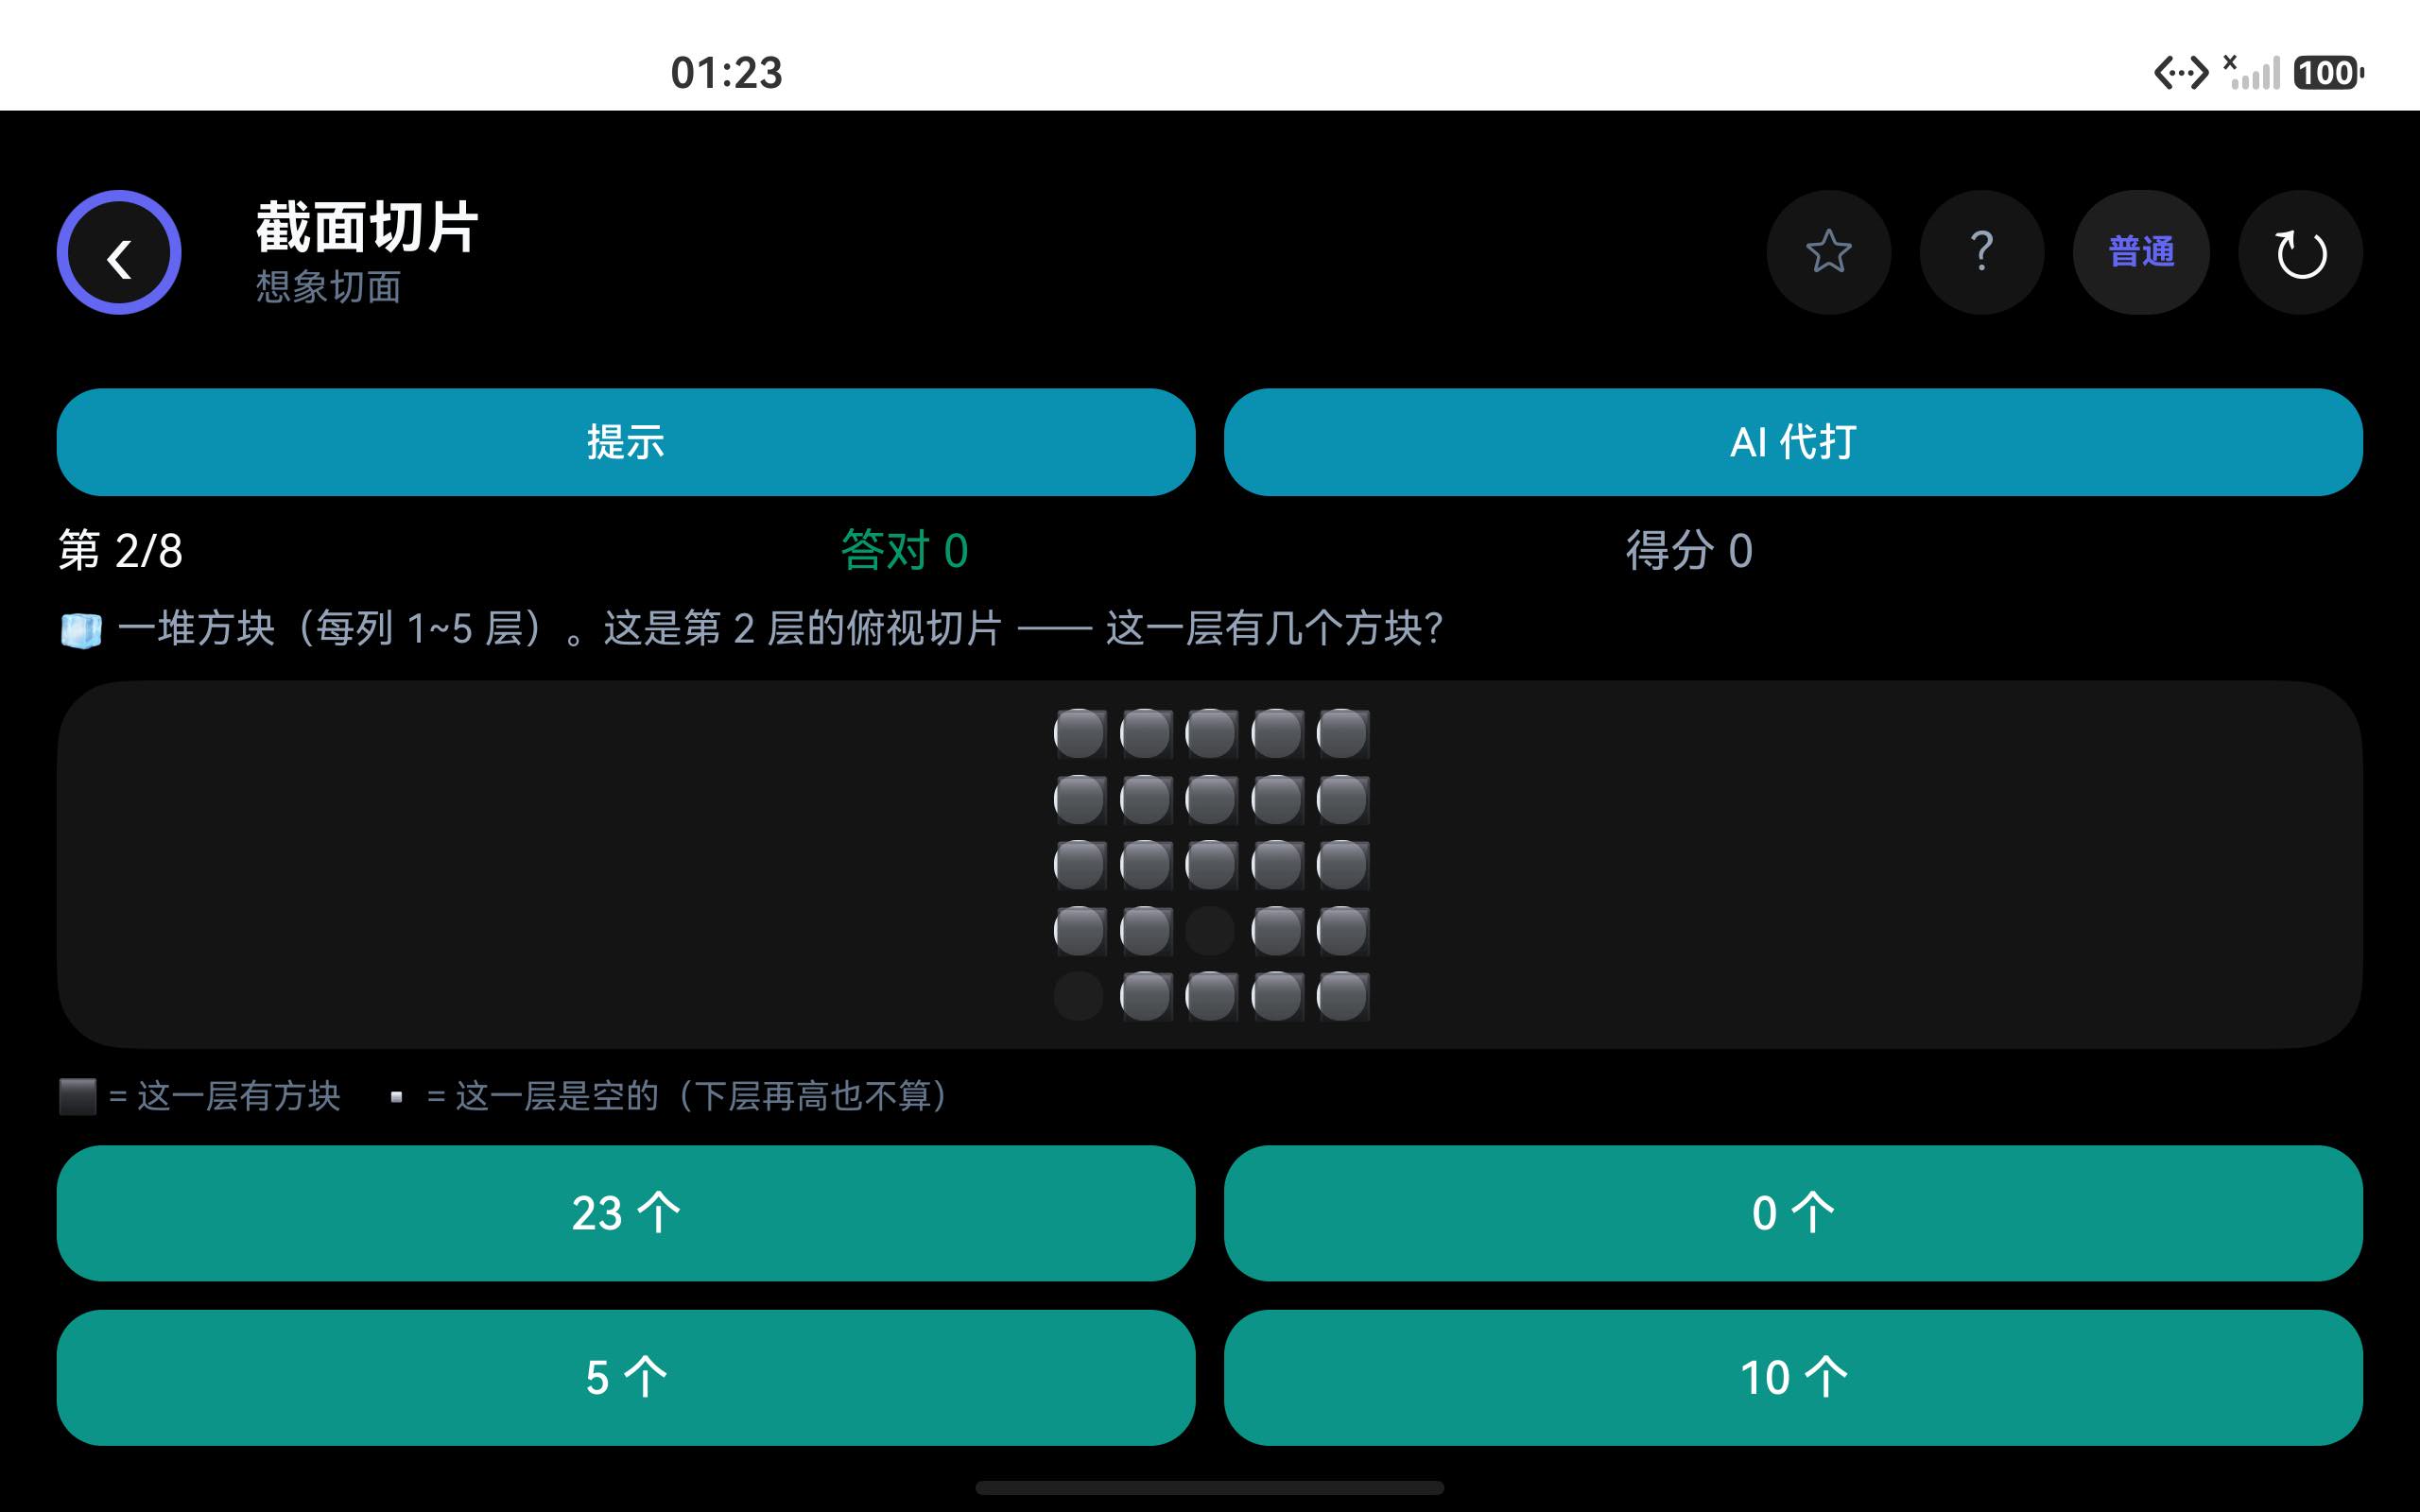 01:23
100
截面切片
想象切面
?
普通
提示
AI 代打
第 2/8
答对 0
得分 0
🧊 一堆方块（每列 1~5 层）。这是第 2 层的俯视切片 —— 这一层有几个方块?
⬛ = 这一层有方块 ▫ = 这一层是空的（下层再高也不算）
23 个
0 个
5 个
10 个